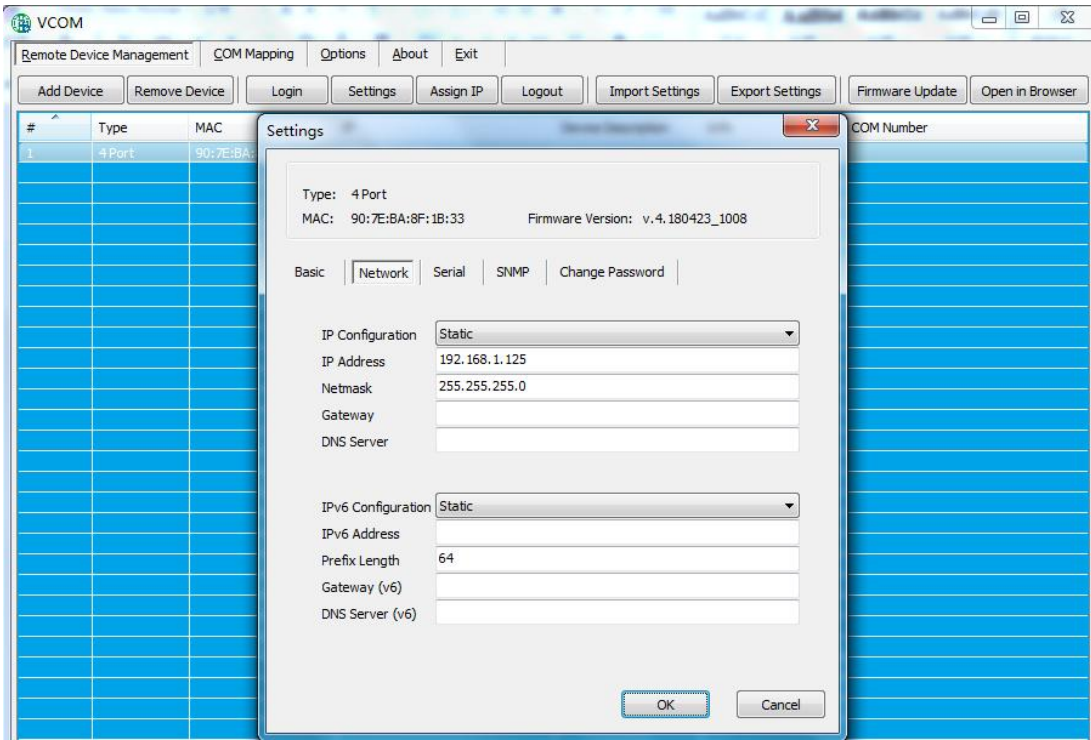 VCOM
Remote Device Management COM Mapping Options About Exit
Add Device Remove Device Login Settings Assign IP Logout Import Settings Export Settings Firmware Update Open in Browser
# Type MAC COM Number
1 4 Port 90:7E:BA:
Settings
Type: 4 Port
MAC: 90:7E:BA:8F:1B:33 Firmware Version: v.4.180423_1008
Basic Network Serial SNMP Change Password
IP Configuration Static
IP Address 192.168.1.125
Netmask 255.255.255.0
Gateway
DNS Server
IPv6 Configuration Static
IPv6 Address
Prefix Length 64
Gateway (v6)
DNS Server (v6)
OK Cancel